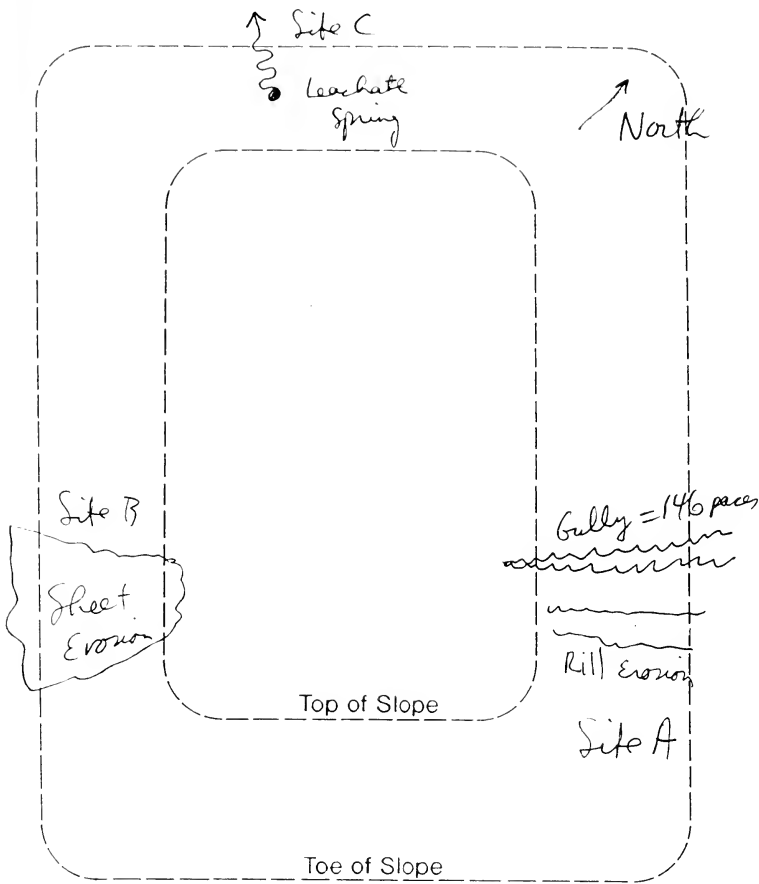 Site C
Leachate
Spring
North
Site B
Gully = 146 paces
Sheet
Erosion
Rill Erosion
Top of Slope
Site A
Toe of Slope